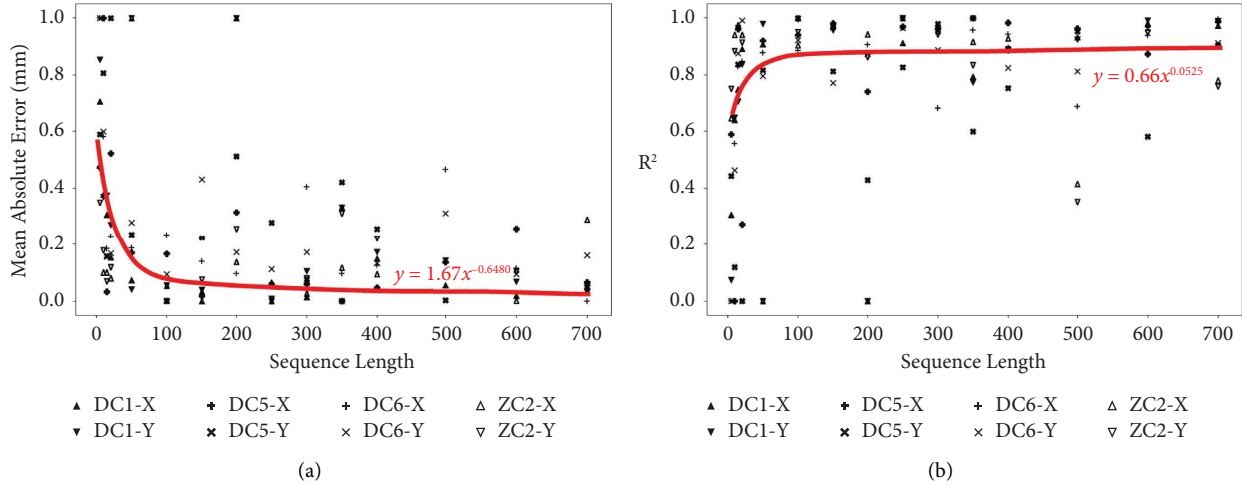 Mean Absolute Error (mm)
1.0
0.8
0.6
0.4
0.2
0.0
y = 1.67x^{-0.6480}
0 100 200 300 400 500 600 700
Sequence Length
DC1-X DC5-X DC6-X ZC2-X
DC1-Y DC5-Y DC6-Y ZC2-Y
(a)
R²
1.0
0.8
0.6
0.4
0.2
0.0
y = 0.66x^{0.0525}
0 100 200 300 400 500 600 700
Sequence Length
DC1-X DC5-X DC6-X ZC2-X
DC1-Y DC5-Y DC6-Y ZC2-Y
(b)